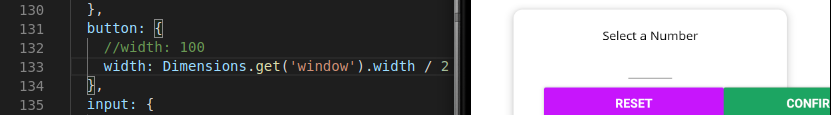 130 },
131 button: {
132 //width: 100
133 width: Dimensions.get('window').width / 2
134 },
135 input: {
Select a Number
RESET CONFIR